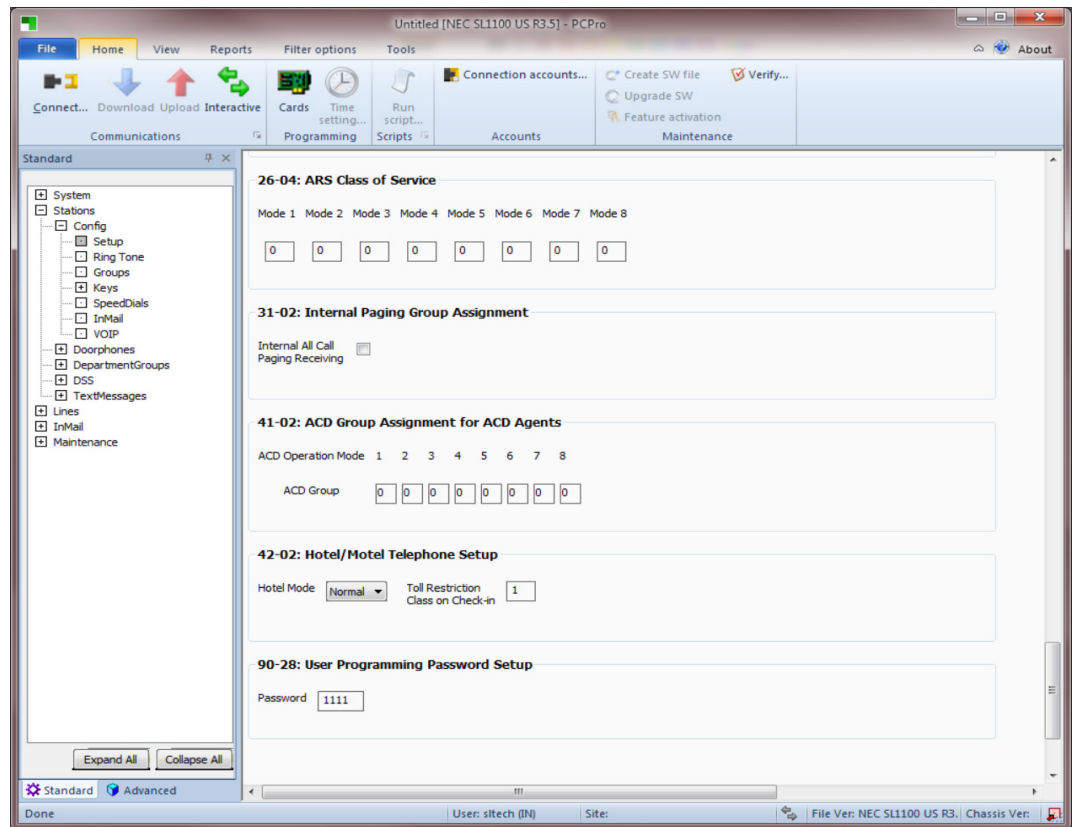 Untitled [NEC SL1100 US R3.5] - PCPro
File Home View Reports Filter options Tools About
Connect... Download Upload Interactive
Communications
Cards Time setting...
Programming
Run script...
Scripts
Connection accounts...
Accounts
Create SW file Verify...
Upgrade SW
Feature activation
Maintenance
Standard
System
Stations
Config
Setup
Ring Tone
Groups
Keys
SpeedDials
InMail
VOIP
Doorphones
DepartmentGroups
DSS
TextMessages
Lines
InMail
Maintenance
Expand All Collapse All
Standard Advanced
26-04: ARS Class of Service
Mode 1 Mode 2 Mode 3 Mode 4 Mode 5 Mode 6 Mode 7 Mode 8
0 0 0 0 0 0 0 0
31-02: Internal Paging Group Assignment
Internal All Call
Paging Receiving
41-02: ACD Group Assignment for ACD Agents
ACD Operation Mode 1 2 3 4 5 6 7 8
ACD Group 0 0 0 0 0 0 0 0
42-02: Hotel/Motel Telephone Setup
Hotel Mode Normal Toll Restriction
Class on Check-in 1
90-28: User Programming Password Setup
Password 1111
Done User: sltech (IN) Site: File Ver: NEC SL1100 US R3. Chassis Ver: